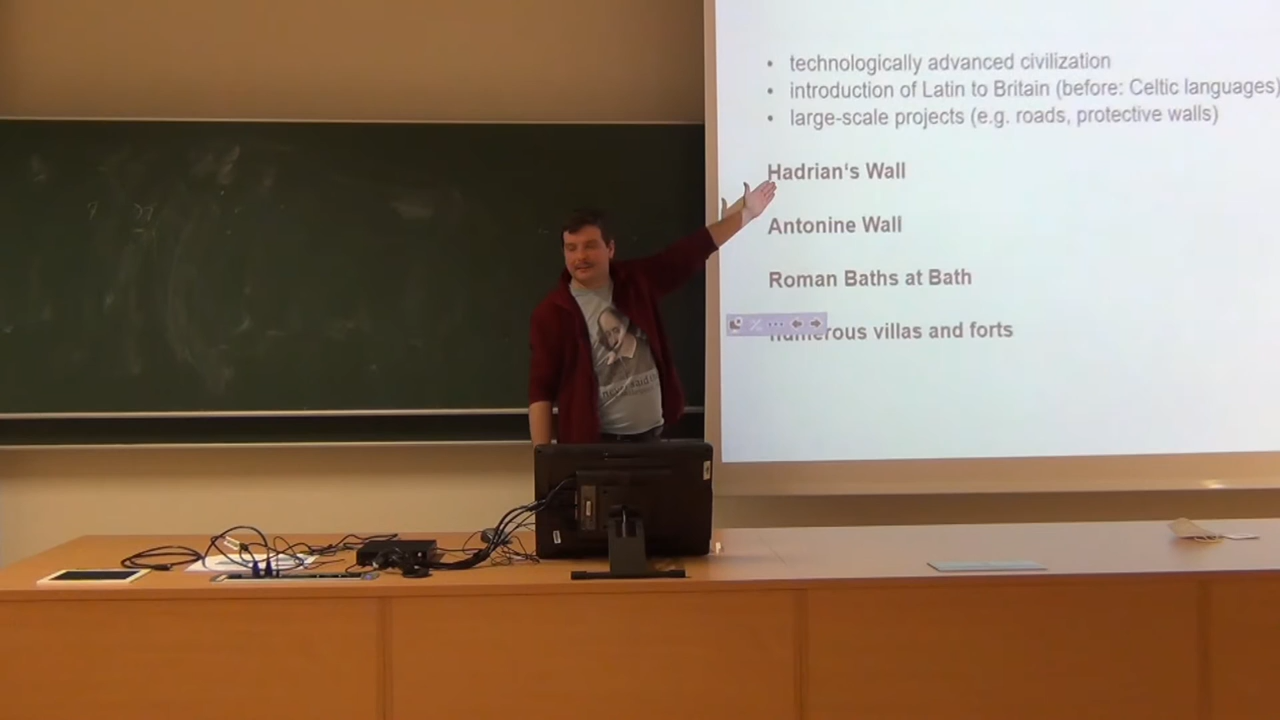 • technologically advanced civilization
• introduction of Latin to Britain (before: Celtic languages)
• large-scale projects (e.g. roads, protective walls)
Hadrian‘s Wall
Antonine Wall
Roman Baths at Bath
numerous villas and forts